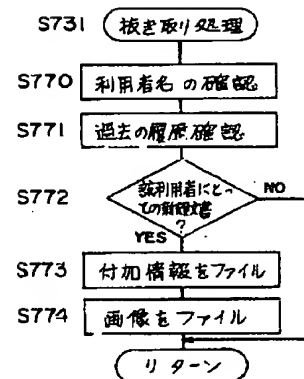 S731 抜き取り処理
S770 利用者名の確認
S771 過去の履歴確認
S772 該利用者にとっ
ての新規文書
?
NO
YES
S773 付加情報をファイル
S774 画像をファイル
リターン